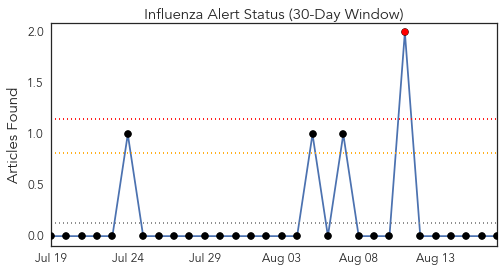 Influenza Alert Status (30-Day Window)
Articles Found
2.0
1.5
1.0
0.5
0.0
Jul 19
Jul 24
Jul 29
Aug 03
Aug 08
Aug 13